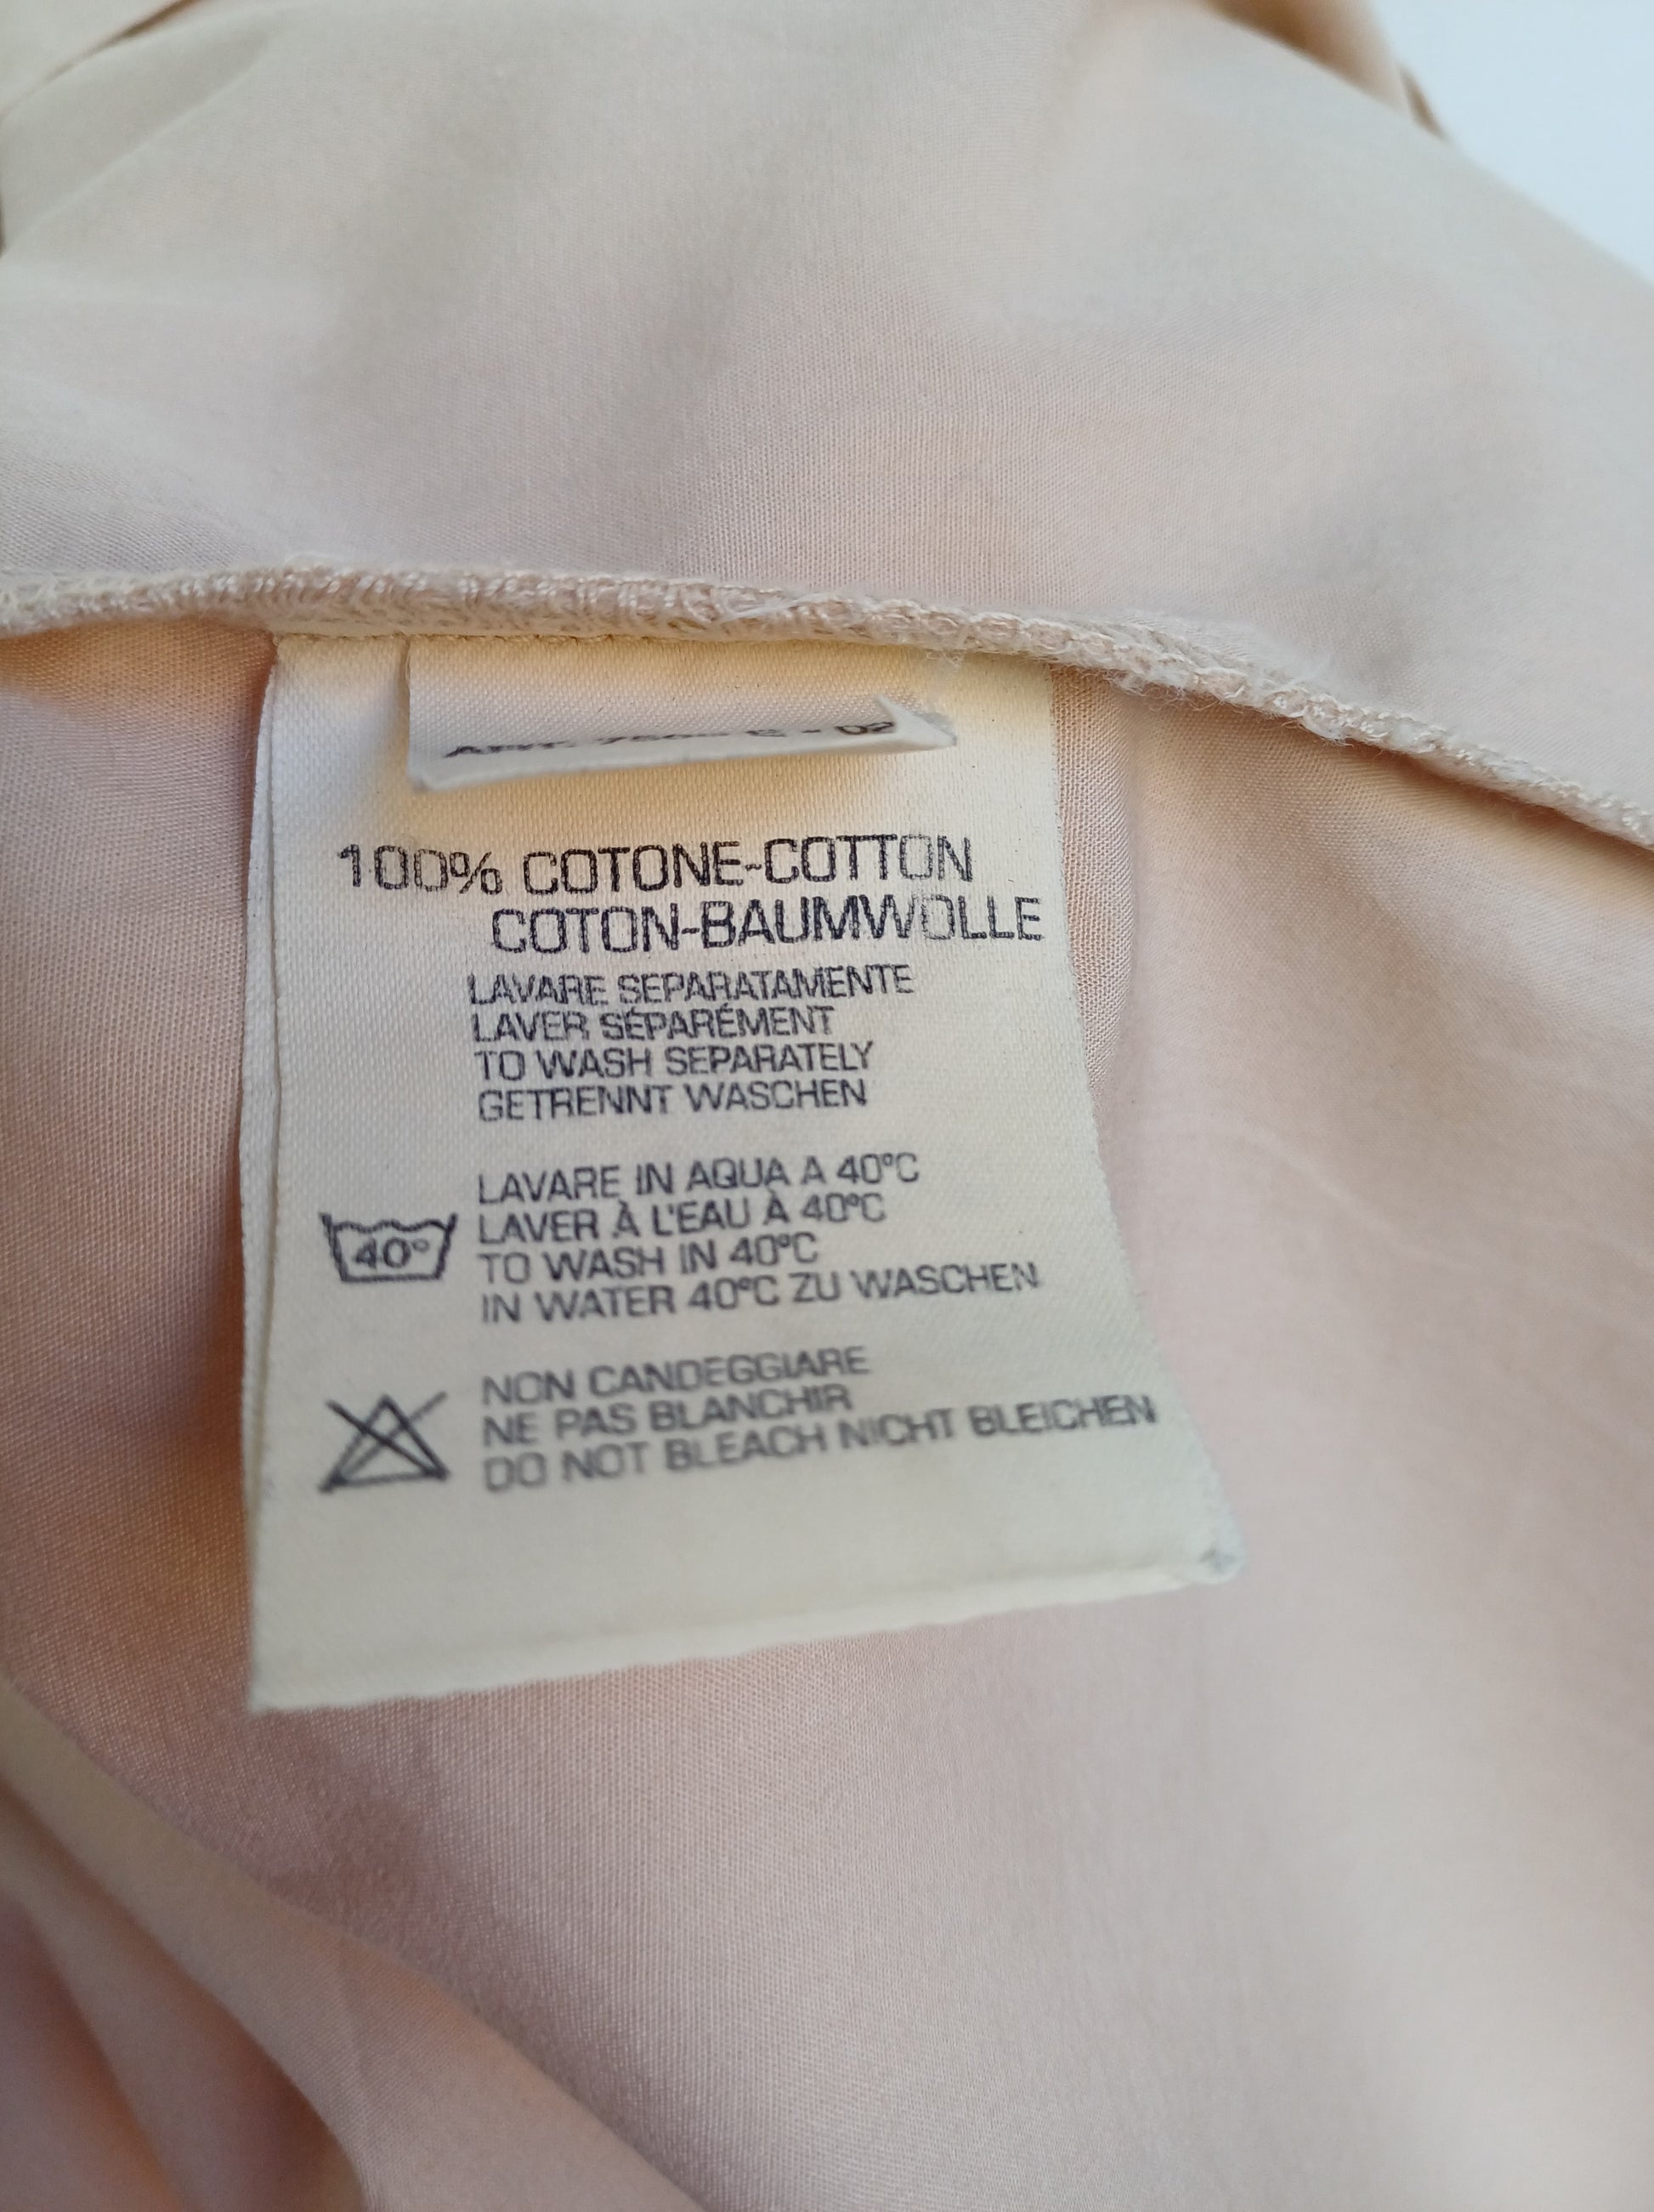 100% COTONE-COTTON
COTON-BAUMWOLLE
LAVARE SEPARATAMENTE
LAVER SÉPARÉMENT
TO WASH SEPARATELY
GETRENNT WASCHEN
LAVARE IN AQUA A 40°C
LAVER À L'EAU À 40°C
TO WASH IN 40°C
IN WATER 40°C ZU WASCHEN
40°
NON CANDEGGIARE
NE PAS BLANCHIR
DO NOT BLEACH NICHT BLEICHEN